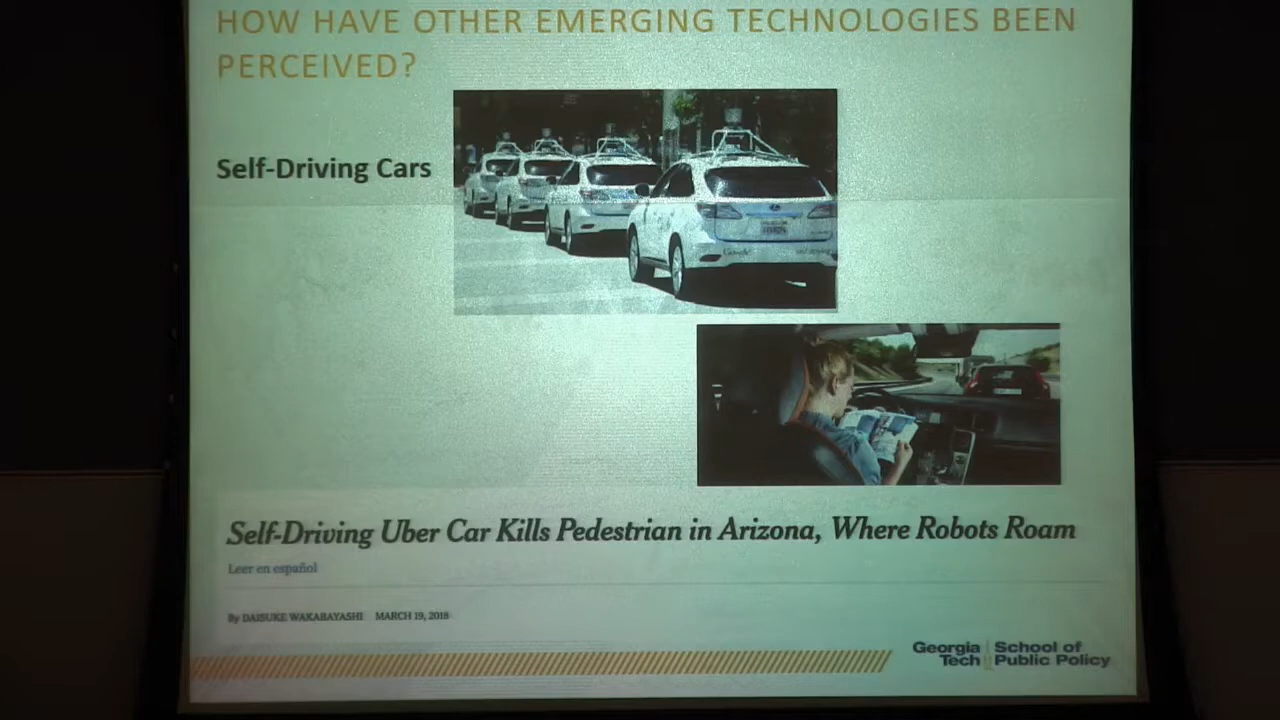 HOW HAVE OTHER EMERGING TECHNOLOGIES BEEN
PERCEIVED?
Self-Driving Cars
Google
Self-Driving Uber Car Kills Pedestrian in Arizona, Where Robots Roam
Leer en español
By DAISUKE WAKABAYASHI MARCH 19, 2018
Georgia Tech
School of Public Policy